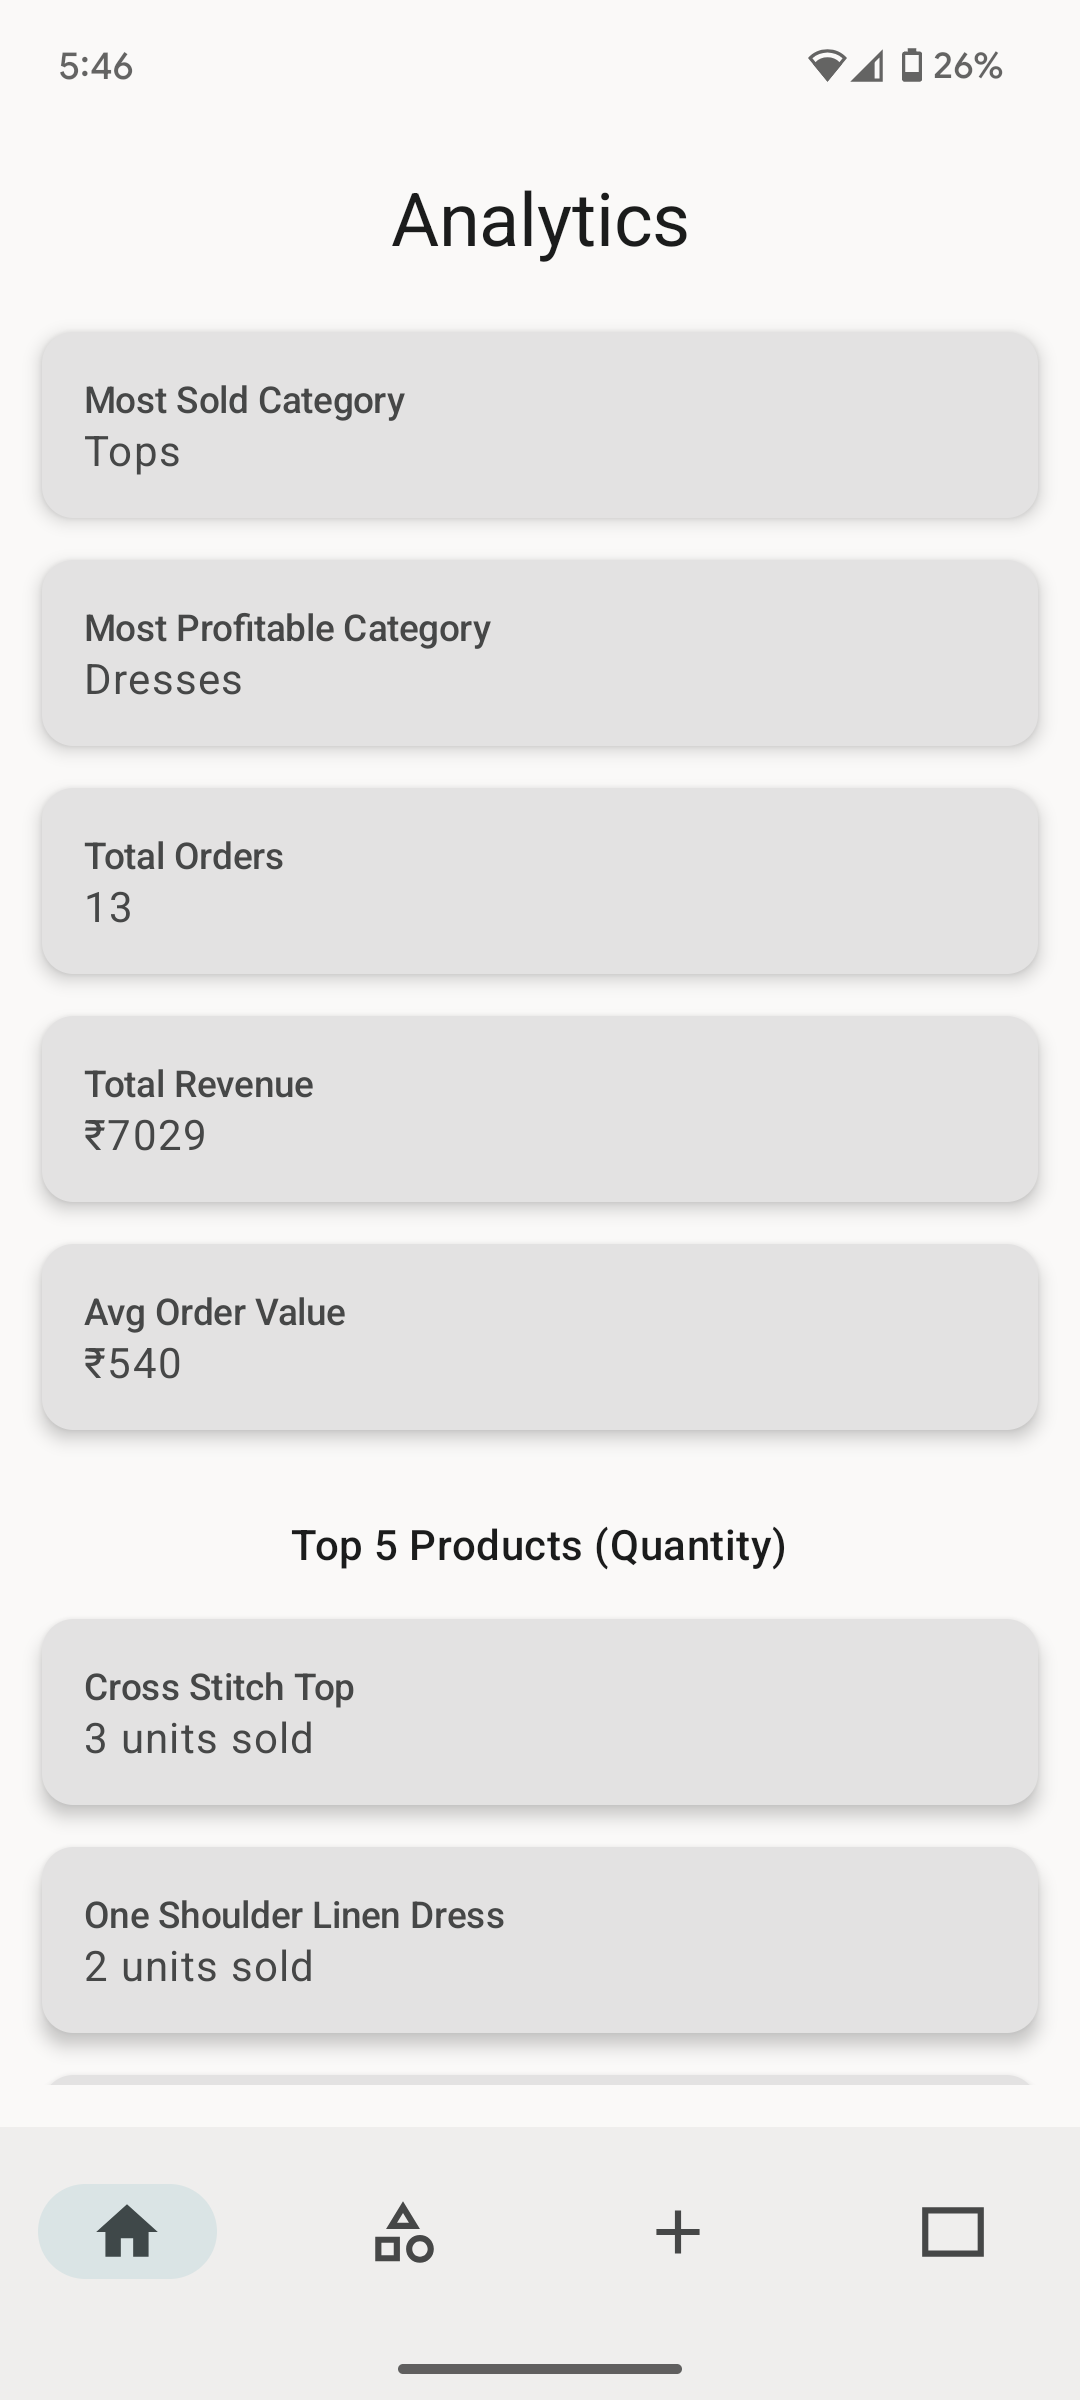 5:46
26%
Analytics
Most Sold Category
Tops
Most Profitable Category
Dresses
Total Orders
13
Total Revenue
₹7029
Avg Order Value
₹540
Top 5 Products (Quantity)
Cross Stitch Top
3 units sold
One Shoulder Linen Dress
2 units sold